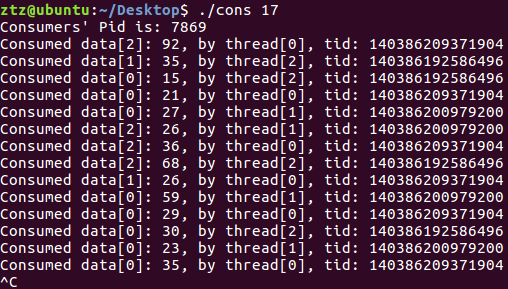 ztz@ubuntu:~/Desktop$ ./cons 17
Consumers' Pid is: 7869
Consumed data[2]: 92, by thread[0], tid: 140386209371904
Consumed data[1]: 35, by thread[2], tid: 140386192586496
Consumed data[0]: 15, by thread[2], tid: 140386192586496
Consumed data[0]: 21, by thread[0], tid: 140386209371904
Consumed data[0]: 27, by thread[1], tid: 140386200979200
Consumed data[2]: 26, by thread[1], tid: 140386200979200
Consumed data[2]: 36, by thread[0], tid: 140386209371904
Consumed data[2]: 68, by thread[2], tid: 140386192586496
Consumed data[1]: 26, by thread[0], tid: 140386209371904
Consumed data[0]: 59, by thread[1], tid: 140386200979200
Consumed data[0]: 29, by thread[0], tid: 140386209371904
Consumed data[0]: 30, by thread[2], tid: 140386192586496
Consumed data[0]: 23, by thread[1], tid: 140386200979200
Consumed data[0]: 35, by thread[0], tid: 140386209371904
^C